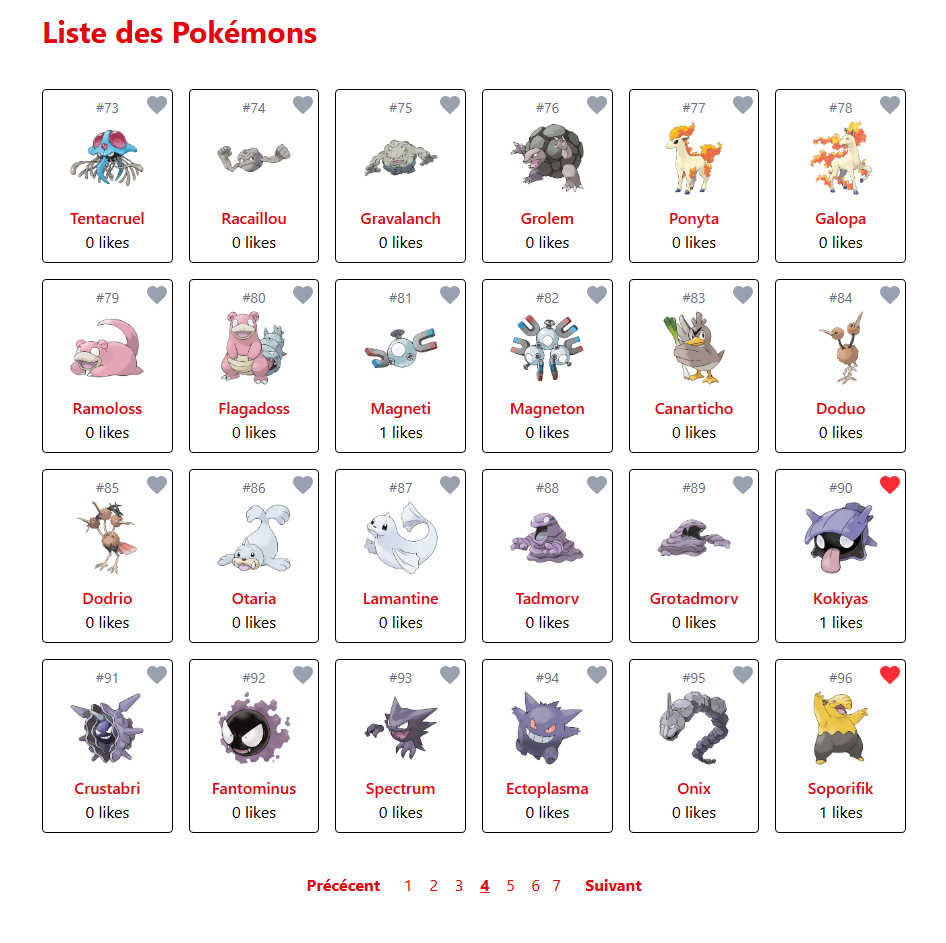 Liste des Pokémons
#73 #74 #75 #76 #77 #78
Tentacruel Racaillou Gravalanch Grolem Ponyta Galopa
0 likes 0 likes 0 likes 0 likes 0 likes 0 likes
#79 #80 #81 #82 #83 #84
Ramoloss Flagadoss Magneti Magneton Canarticho Doduo
0 likes 0 likes 1 likes 0 likes 0 likes 0 likes
#85 #86 #87 #88 #89 #90
Dodrio Otaria Lamantine Tadmorv Grotadmorv Kokiyas
0 likes 0 likes 0 likes 0 likes 0 likes 1 likes
#91 #92 #93 #94 #95 #96
Crustabri Fantominus Spectrum Ectoplasma Onix Soporifik
0 likes 0 likes 0 likes 0 likes 0 likes 1 likes
Précécent 1 2 3 4 5 6 7 Suivant